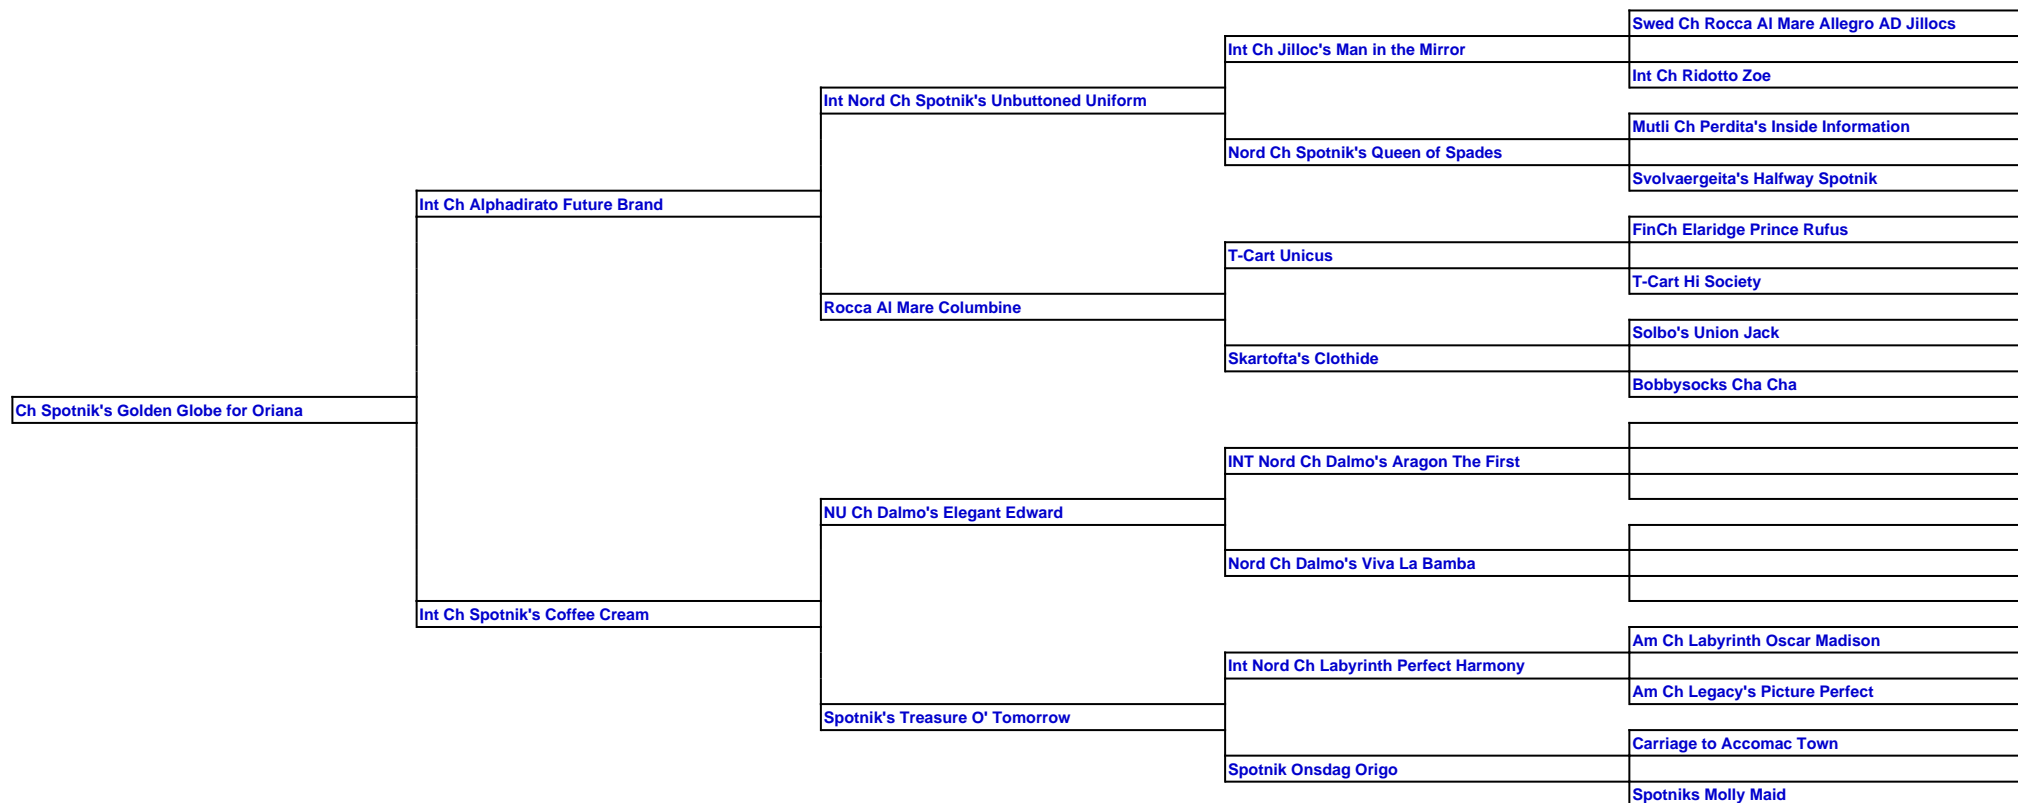 Swed Ch Rocca Al Mare Allegro AD Jillocs
Int Ch Jilloc's Man in the Mirror
Int Ch Ridotto Zoe
Int Nord Ch Spotnik's Unbuttoned Uniform
Mutli Ch Perdita's Inside Information
Nord Ch Spotnik's Queen of Spades
Svolvaergeita's Halfway Spotnik
Int Ch Alphadirato Future Brand
FinCh Elaridge Prince Rufus
T-Cart Unicus
T-Cart Hi Society
Rocca Al Mare Columbine
Solbo's Union Jack
Skartofta's Clothide
Bobbysocks Cha Cha
Ch Spotnik's Golden Globe for Oriana
INT Nord Ch Dalmo's Aragon The First
NU Ch Dalmo's Elegant Edward
Nord Ch Dalmo's Viva La Bamba
Int Ch Spotnik's Coffee Cream
Am Ch Labyrinth Oscar Madison
Int Nord Ch Labyrinth Perfect Harmony
Am Ch Legacy's Picture Perfect
Spotnik's Treasure O' Tomorrow
Carriage to Accomac Town
Spotnik Onsdag Origo
Spotniks Molly Maid